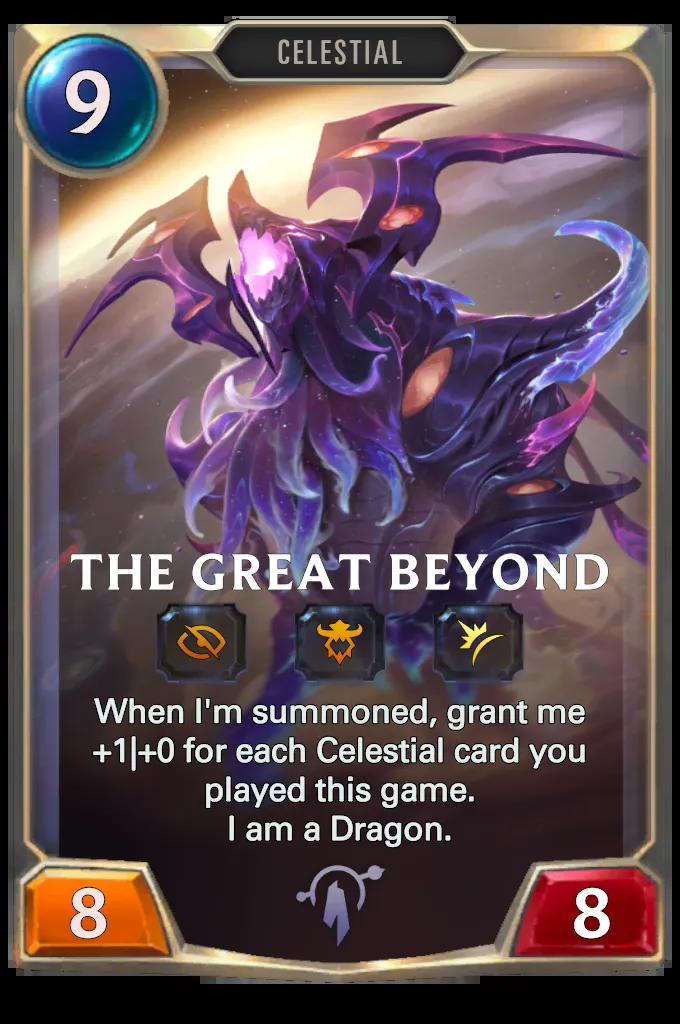 CELESTIAL
9
THE GREAT BEYOND
When I'm summoned, grant me
+1|+0 for each Celestial card you
played this game.
I am a Dragon.
8
8